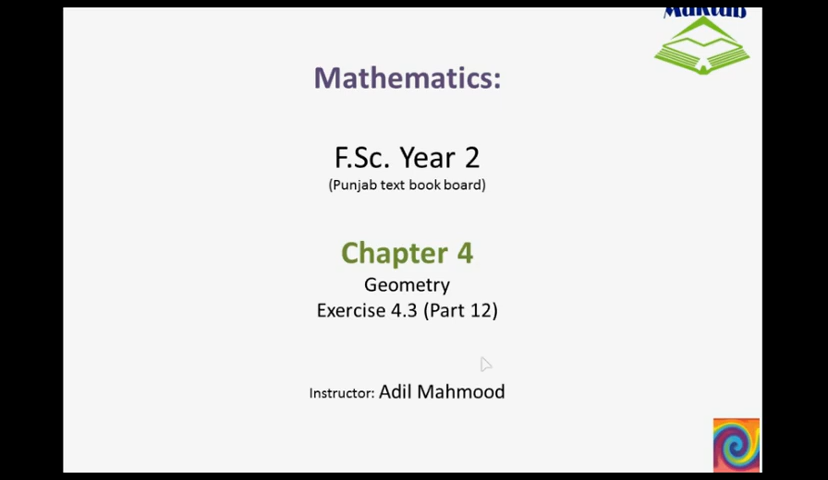 Maktab
Mathematics:
F.Sc. Year 2
(Punjab text book board)
Chapter 4
Geometry
Exercise 4.3 (Part 12)
Instructor: Adil Mahmood